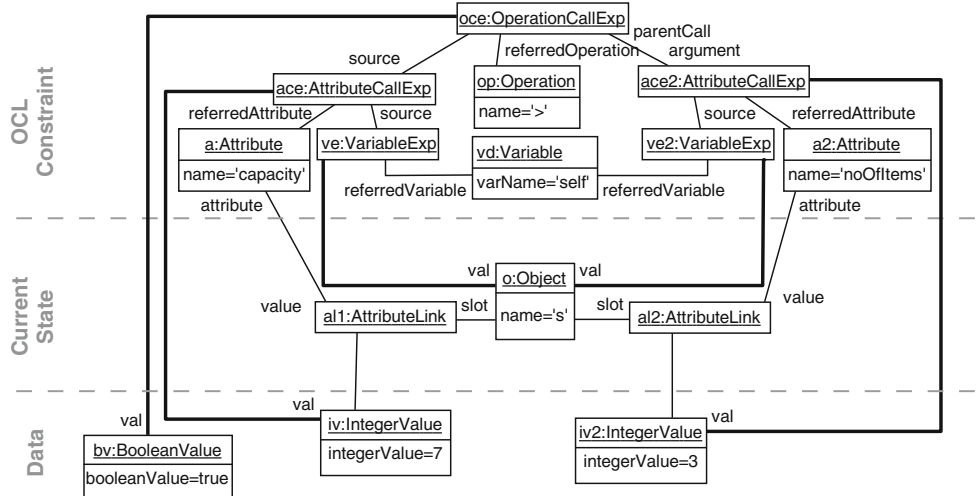 oce:OperationCallExp
parentCall
referredOperation
argument
source
OCL
Constraint
ace:AttributeCallExp
op:Operation
name='>'
ace2:AttributeCallExp
referredAttribute
source
source
referredAttribute
a:Attribute
name='capacity'
ve:VariableExp
vd:Variable
varName='self'
ve2:VariableExp
a2:Attribute
name='noOfItems'
referredVariable
referredVariable
attribute
attribute
Current
State
val
o:Object
name='s'
val
value
slot
slot
value
al1:AttributeLink
al2:AttributeLink
Data
val
val
val
iv:IntegerValue
integerValue=7
iv2:IntegerValue
integerValue=3
bv:BooleanValue
booleanValue=true